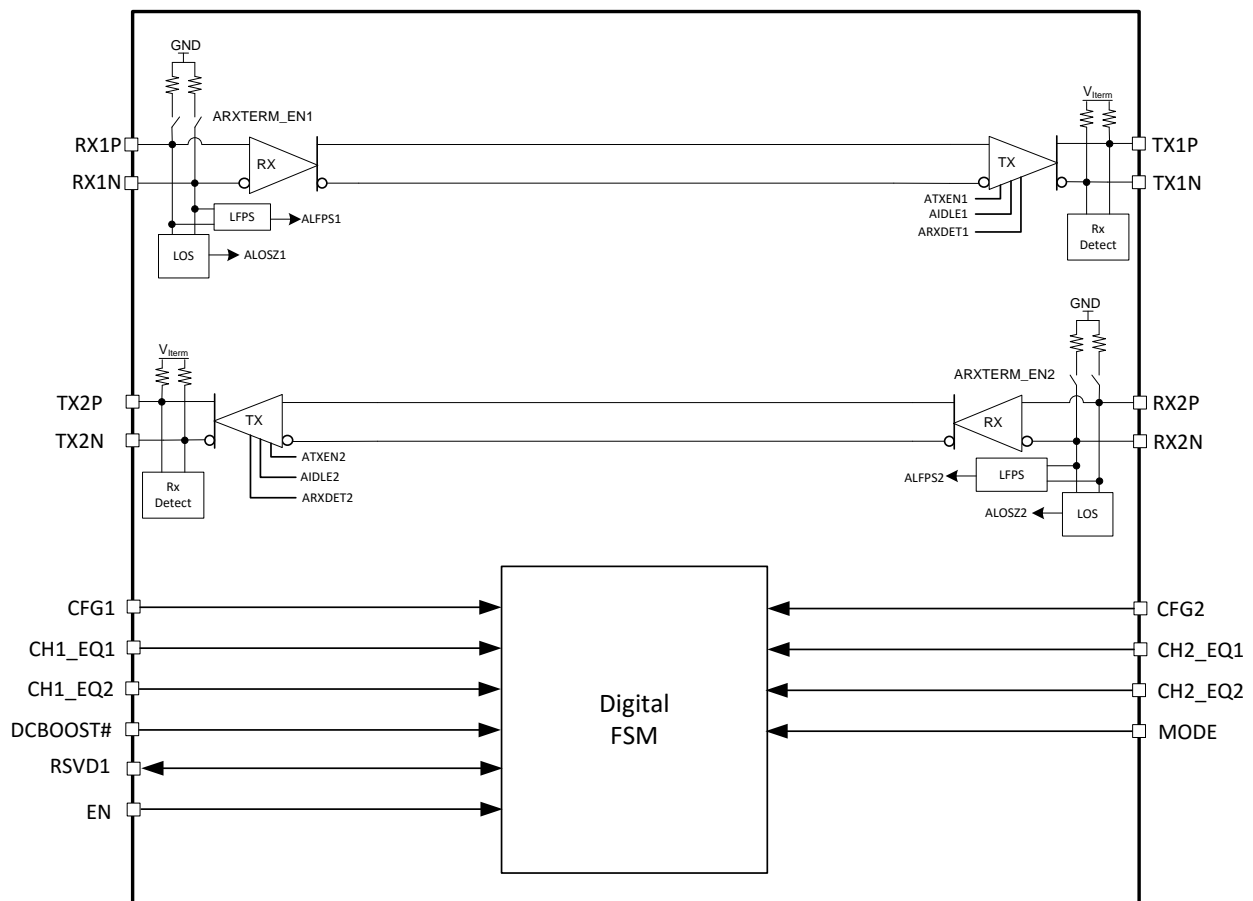 GND
ARXTERM_EN1
RX1P
RX1N
RX
LFPS
ALFPS1
LOS
ALOSZ1
VIterm
TX1P
TX1N
TX
ATXEN1
AIDLE1
ARXDET1
Rx
Detect
VIterm
TX2P
TX2N
TX
ATXEN2
AIDLE2
ARXDET2
Rx
Detect
GND
ARXTERM_EN2
RX2P
RX2N
RX
LFPS
ALFPS2
LOS
ALOSZ2
CFG1
CH1_EQ1
CH1_EQ2
DCBOOST#
RSVD1
EN
Digital
FSM
CFG2
CH2_EQ1
CH2_EQ2
MODE